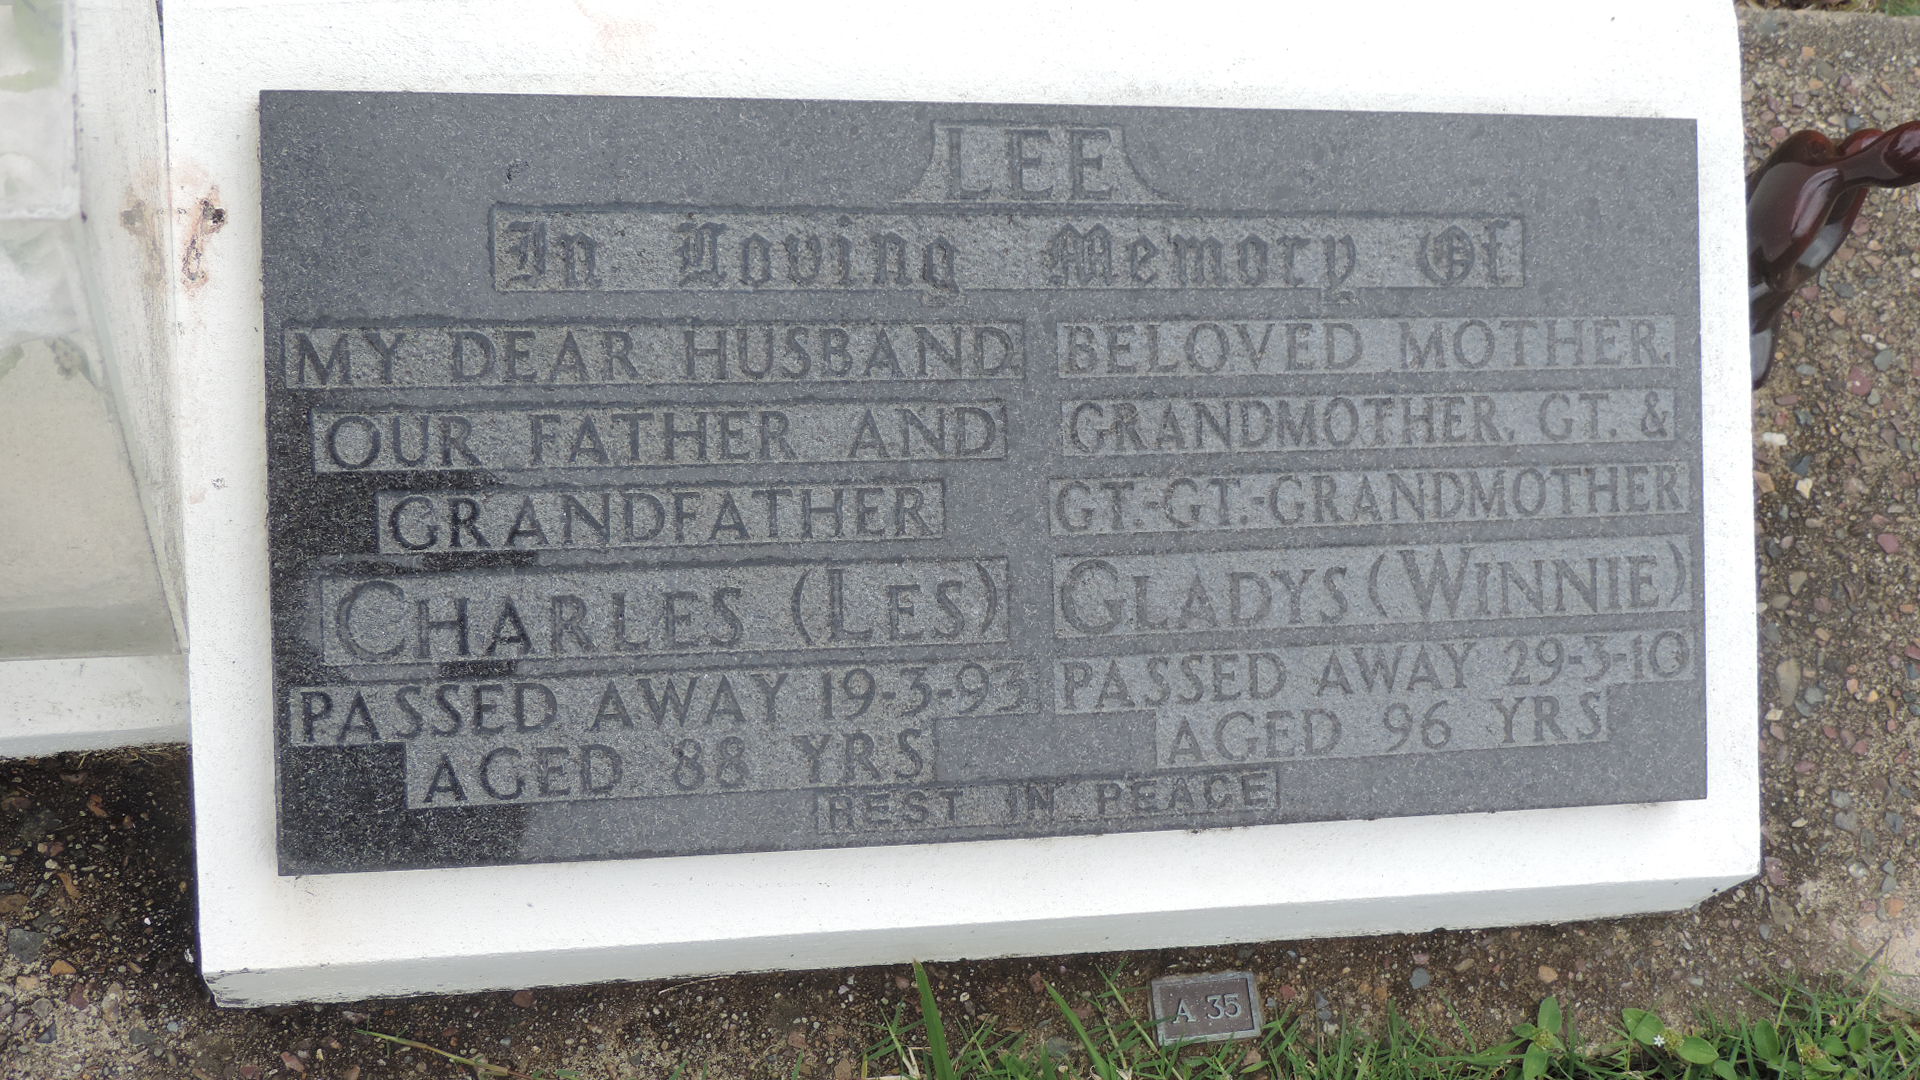 LEE
In Loving Memory Of
MY DEAR HUSBAND.
OUR FATHER AND
GRANDFATHER
CHARLES (LES)
PASSED AWAY 19-3-93
AGED 88 YRS
BELOVED MOTHER,
GRANDMOTHER, GT. &
GT.-GT.-GRANDMOTHER
GLADYS (WINNIE)
PASSED AWAY 29-3-10
AGED 96 YRS
REST IN PEACE
A 35